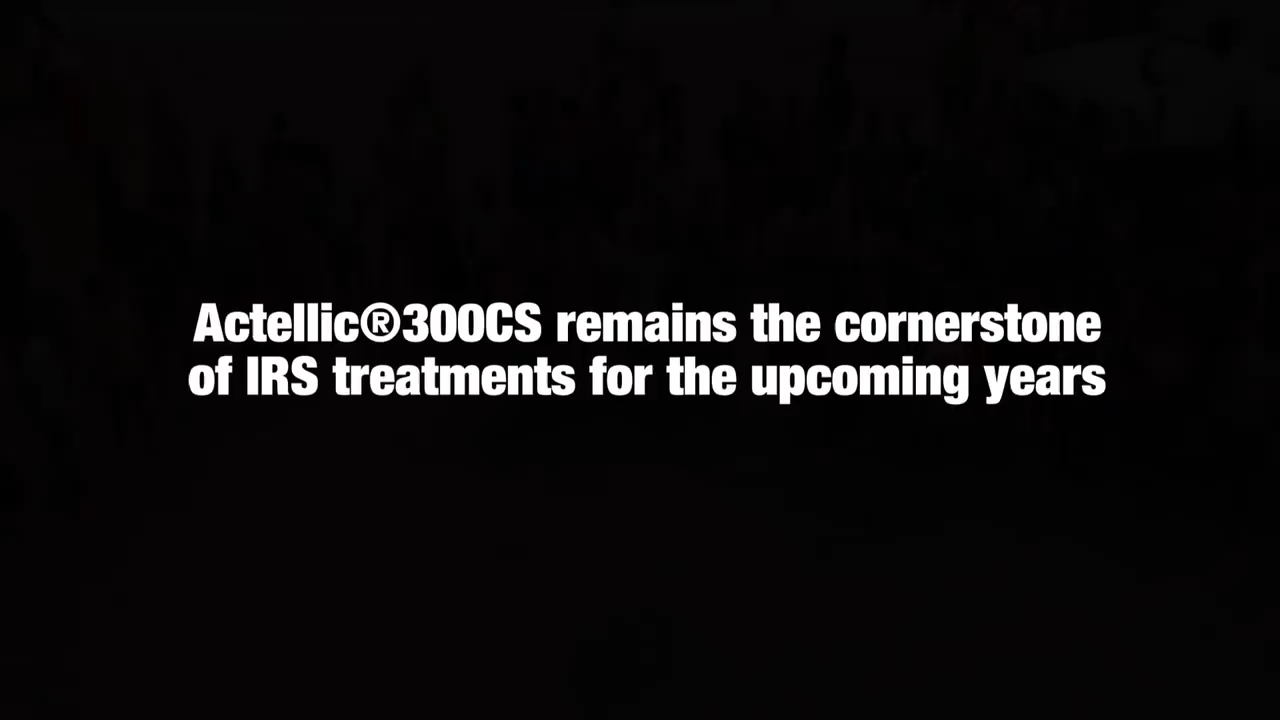 Actellic®300CS remains the cornerstone
of IRS treatments for the upcoming years